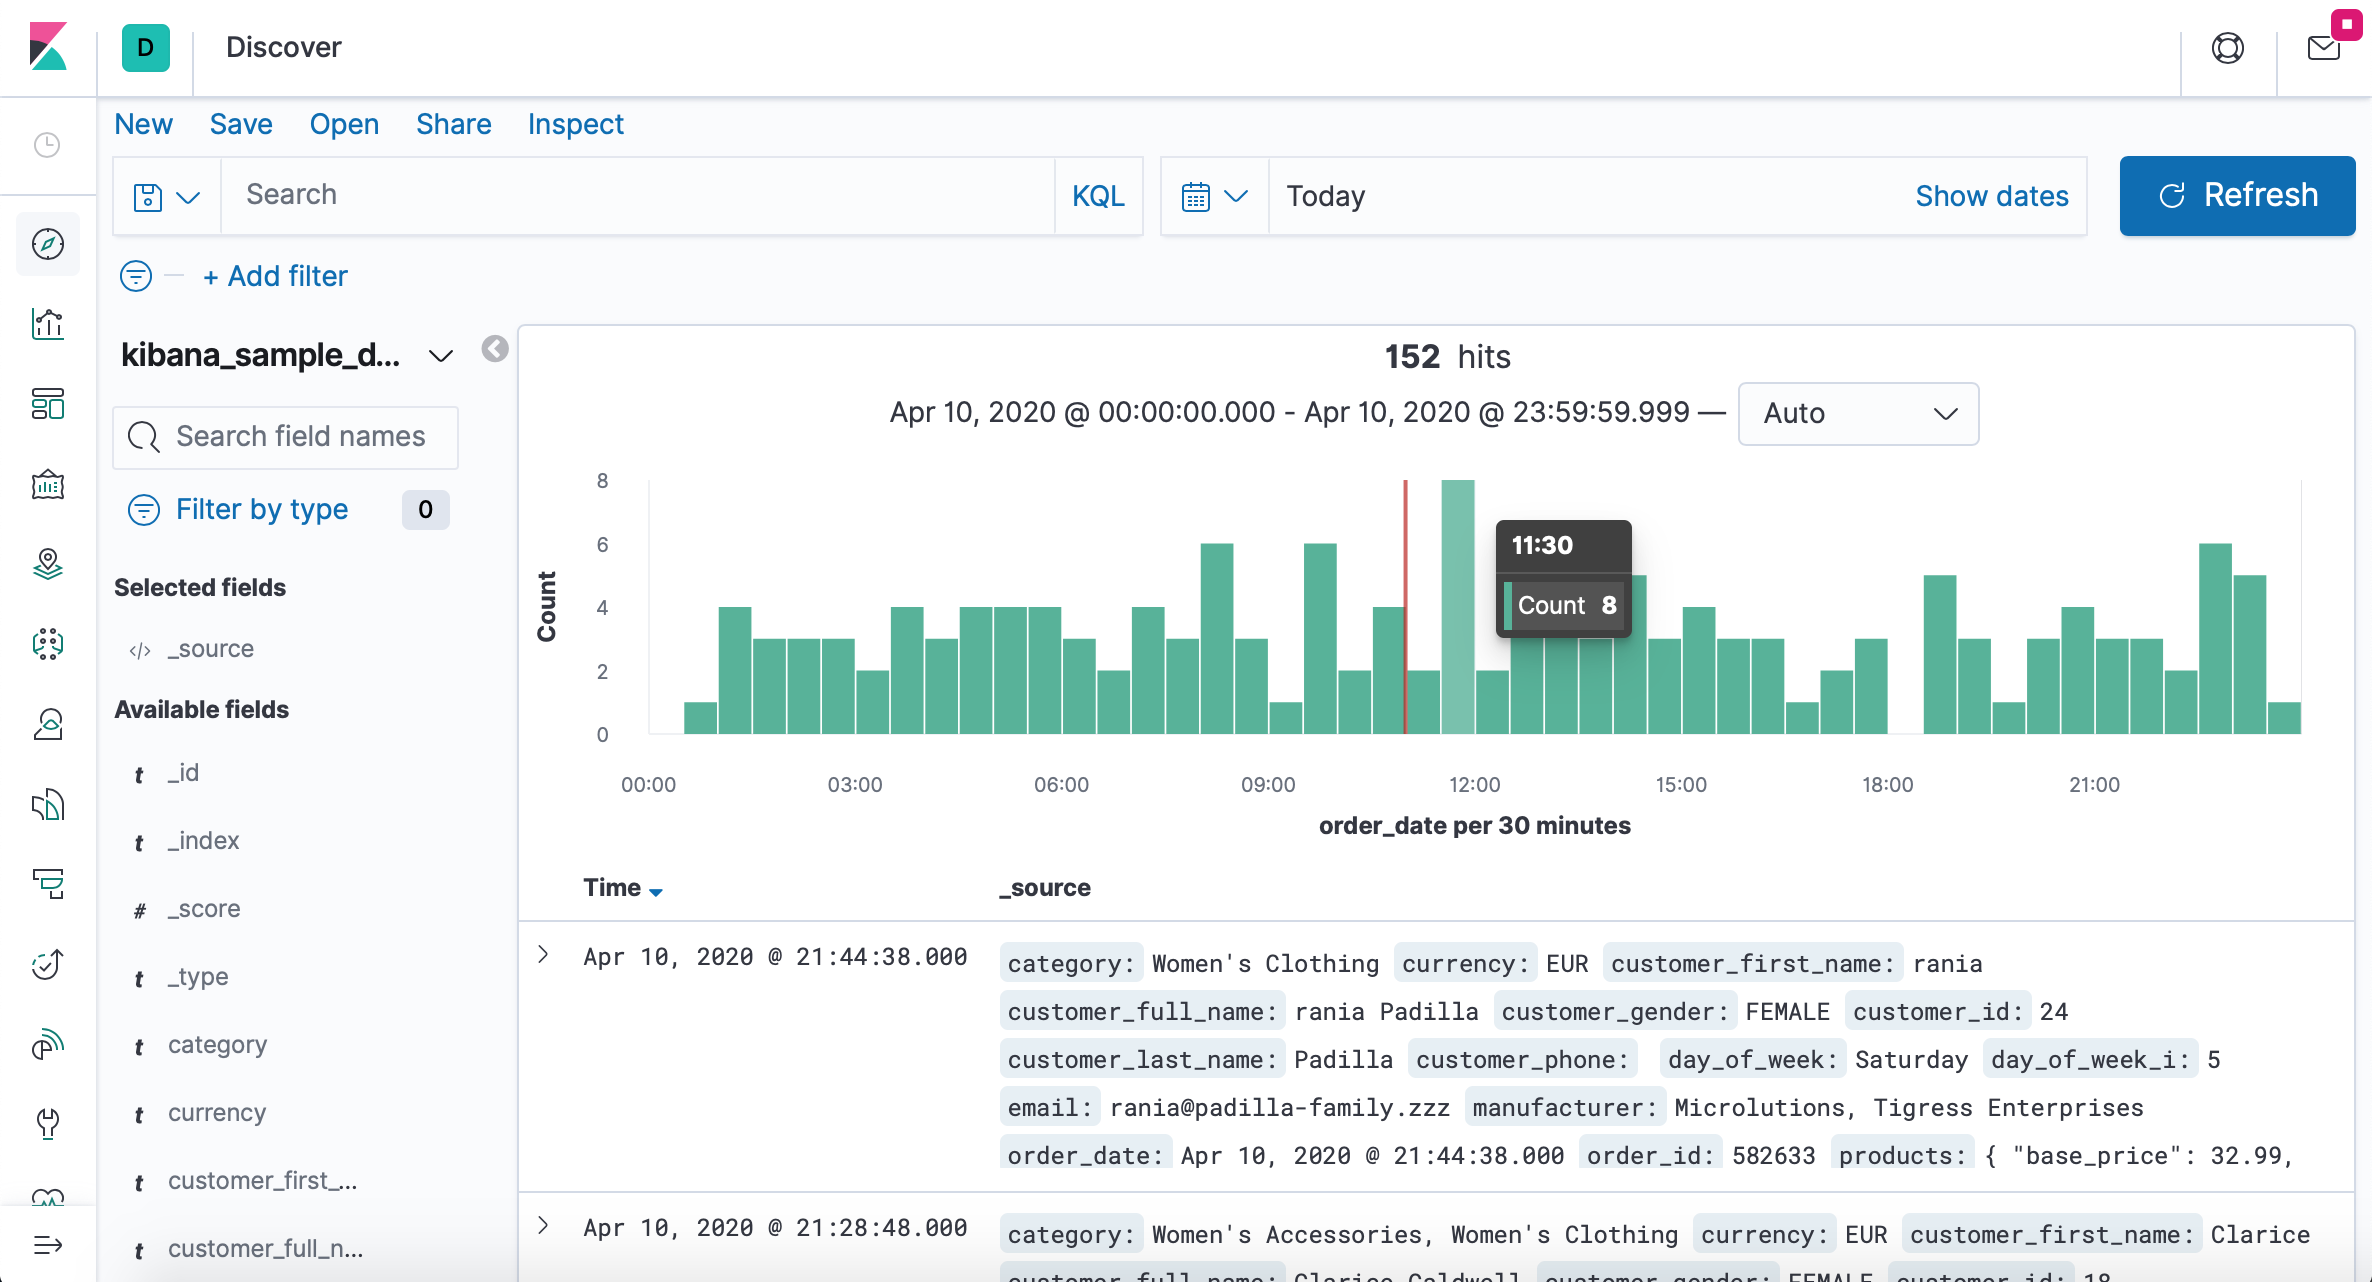 D Discover
New Save Open Share Inspect
Search KQL Today Show dates Refresh
+ Add filter
kibana_sample_d...
Search field names
Filter by type 0
Selected fields
</> _source
Available fields
t _id
t _index
# _score
t _type
t category
t currency
t customer_first_...
t customer_full_n...
152 hits
Apr 10, 2020 @ 00:00:00.000 - Apr 10, 2020 @ 23:59:59.999 — Auto
Count
8
6
4
2
0
11:30
Count 8
00:00 03:00 06:00 09:00 12:00 15:00 18:00 21:00
order_date per 30 minutes
Time _source
Apr 10, 2020 @ 21:44:38.000 category: Women's Clothing currency: EUR customer_first_name: rania
customer_full_name: rania Padilla customer_gender: FEMALE customer_id: 24
customer_last_name: Padilla customer_phone: day_of_week: Saturday day_of_week_i: 5
email: rania@padilla-family.zzz manufacturer: Microlutions, Tigress Enterprises
order_date: Apr 10, 2020 @ 21:44:38.000 order_id: 582633 products: { "base_price": 32.99,
Apr 10, 2020 @ 21:28:48.000 category: Women's Accessories, Women's Clothing currency: EUR customer_first_name: Clarice
customer_full_name: Clarice Caldwell customer_gender: FEMALE customer_id: 18